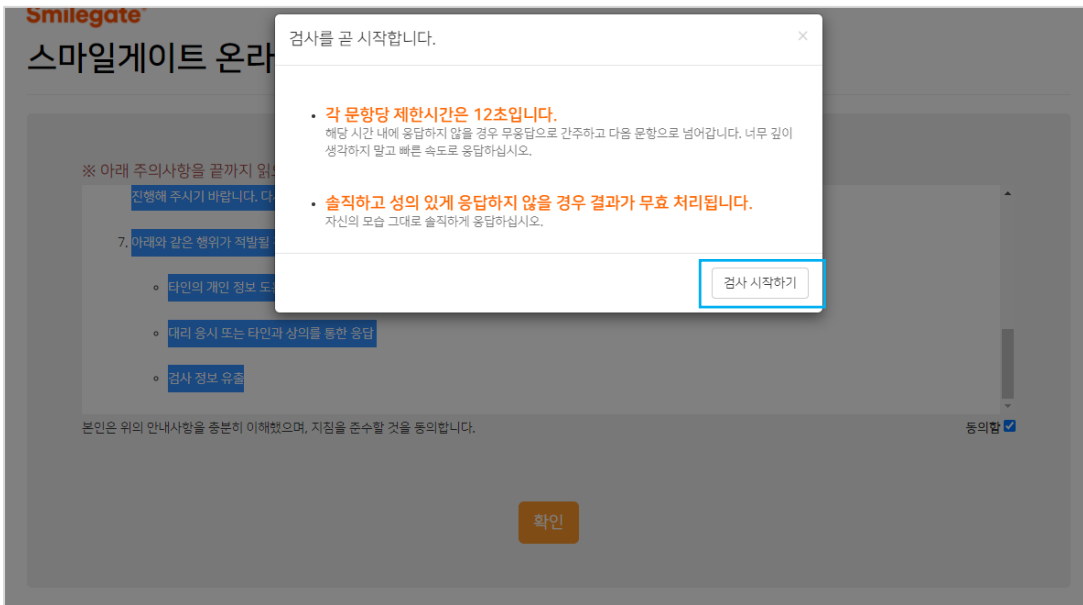 Smilegate
스마일게이트 온라
검사를 곧 시작합니다.
×
• 각 문항당 제한시간은 12초입니다.
해당 시간 내에 응답하지 않을 경우 무응답으로 간주하고 다음 문항으로 넘어갑니다. 너무 깊이
생각하지 말고 빠른 속도로 응답하십시오.
• 솔직하고 성의 있게 응답하지 않을 경우 결과가 무효 처리됩니다.
자신의 모습 그대로 솔직하게 응답하십시오.
검사 시작하기
※ 아래 주의사항을 끝까지 읽
진행해 주시기 바랍니다. 다
7. 아래와 같은 행위가 적발될
타인의 개인 정보 도
대리 응시 또는 타인과 상의를 통한 응답
검사 정보 유출
본인은 위의 안내사항을 충분히 이해했으며, 지침을 준수할 것을 동의합니다.
동의함
확인